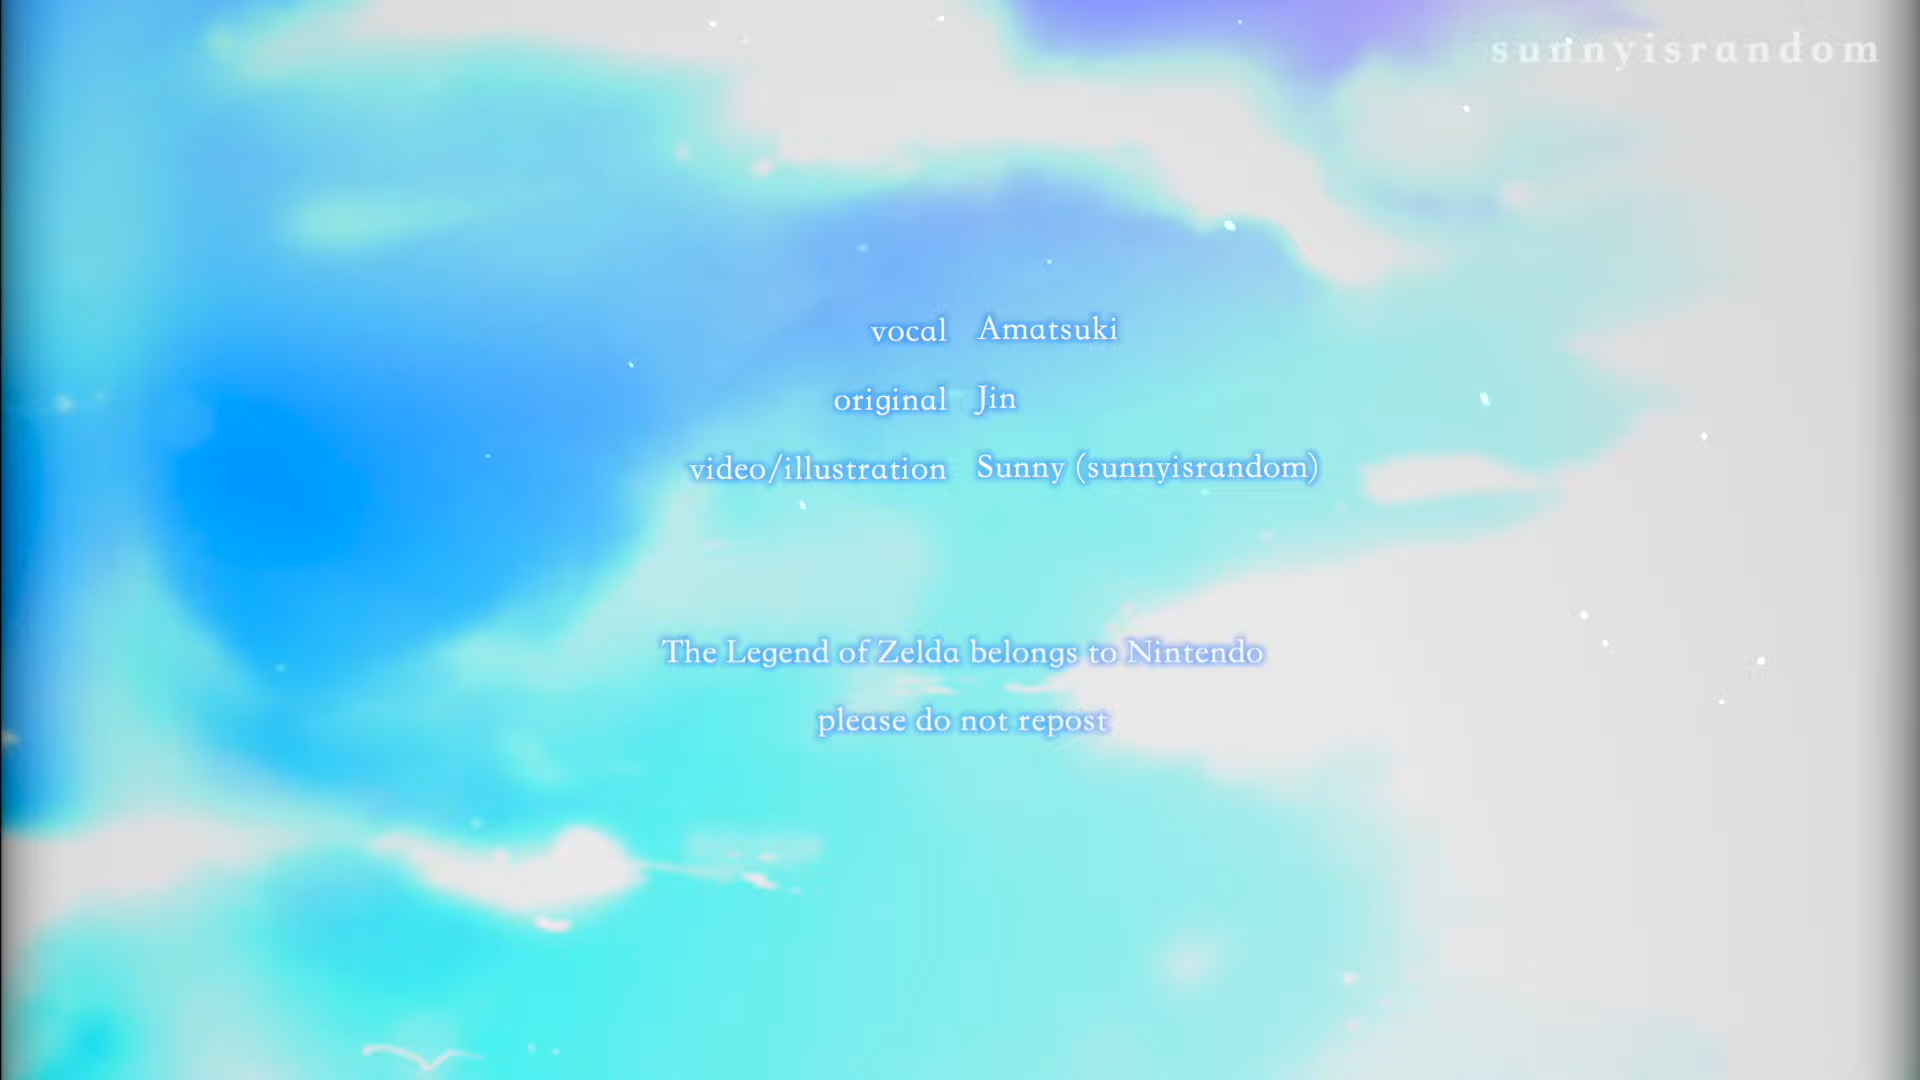 sunnyisrandom
vocal Amatsuki
original Jin
video/illustration Sunny (sunnyisrandom)
The Legend of Zelda belongs to Nintendo
please do not repost